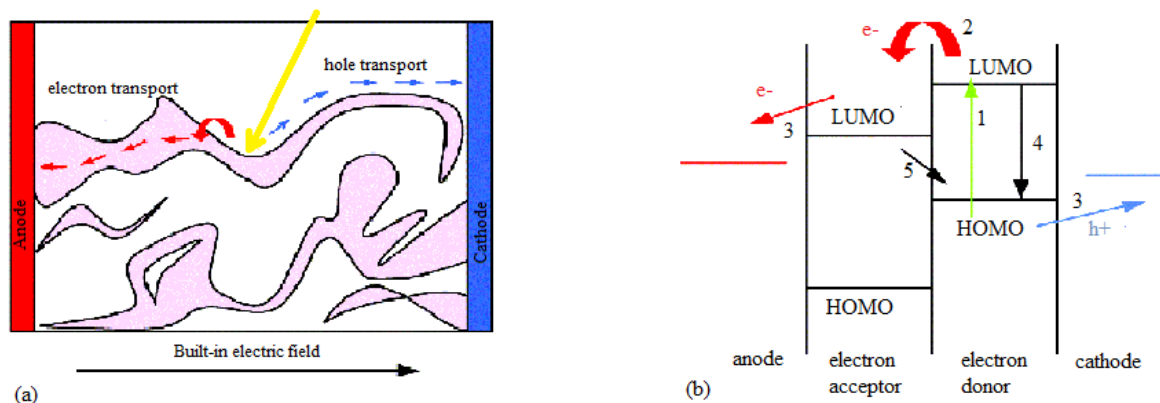 hole transport
electron transport
Anode
Cathode
Built-in electric field
(a)
e-
2
LUMO
e-
3
LUMO
1
4
5
HOMO
3
h+
HOMO
anode
electron
acceptor
electron
donor
cathode
(b)